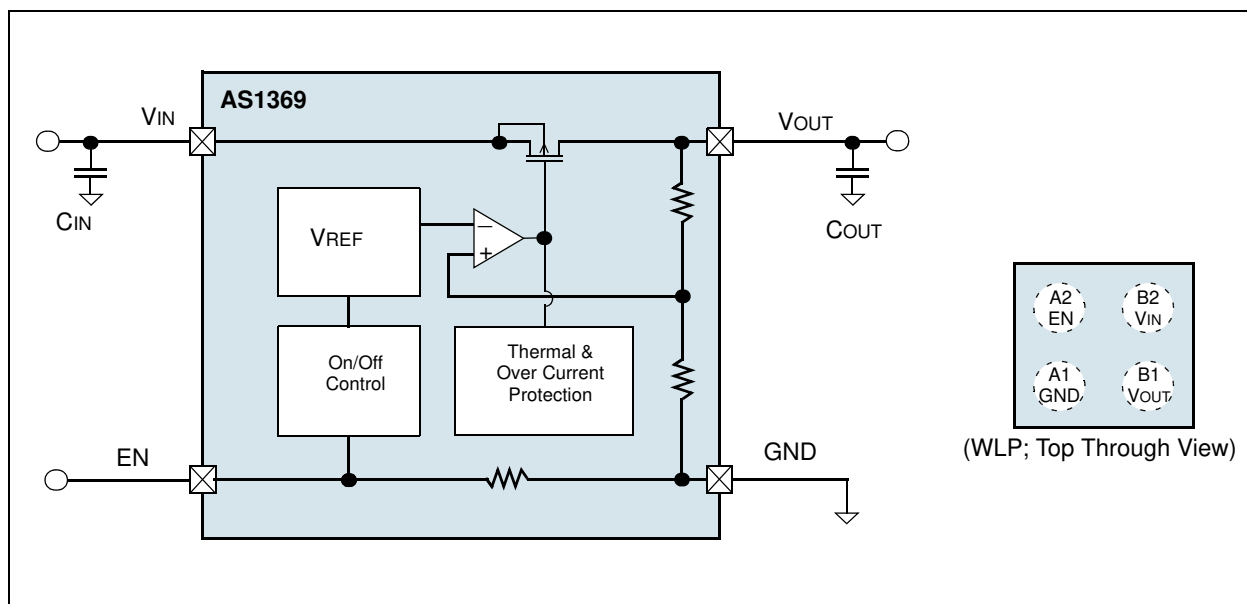 AS1369
VIN
VOUT
CIN
COUT
VREF
−
+
On/Off
Control
Thermal &
Over Current
Protection
EN
GND
A2
EN
B2
VIN
A1
GND
B1
VOUT
(WLP; Top Through View)